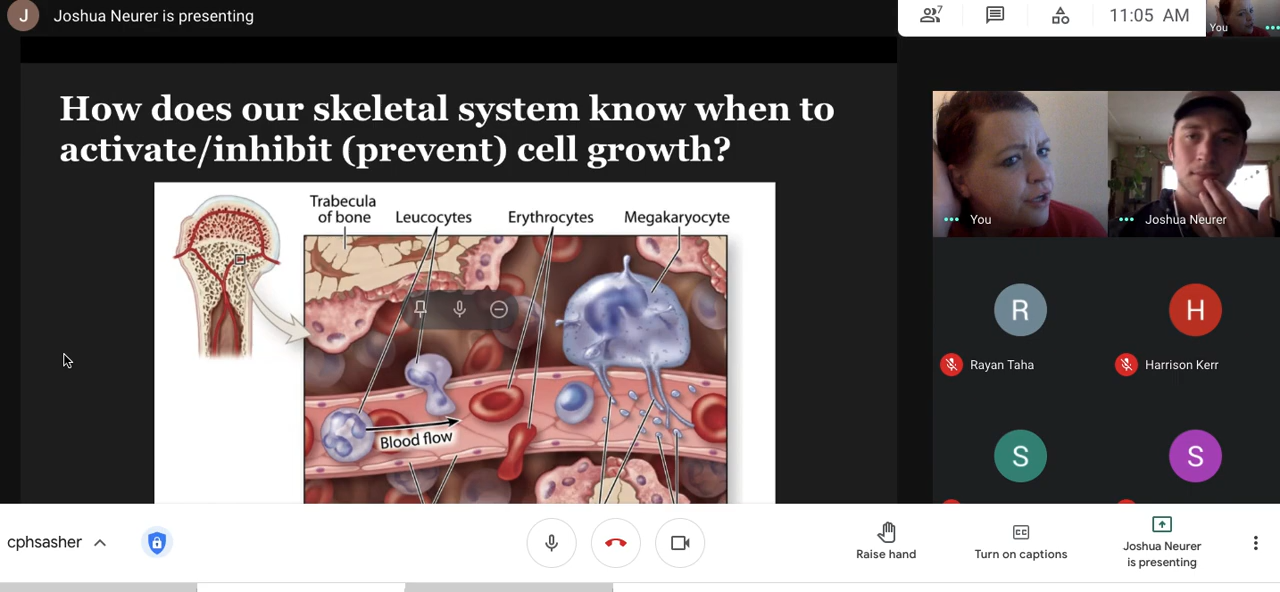 J
Joshua Neurer is presenting
7
11:05 AM
You
How does our skeletal system know when to
activate/inhibit (prevent) cell growth?
Trabecula
of bone
Leucocytes
Erythrocytes
Megakaryocyte
Blood flow
You
Joshua Neurer
R
H
Rayan Taha
Harrison Kerr
S
S
cphsasher
Raise hand
CC
Turn on captions
Joshua Neurer
is presenting